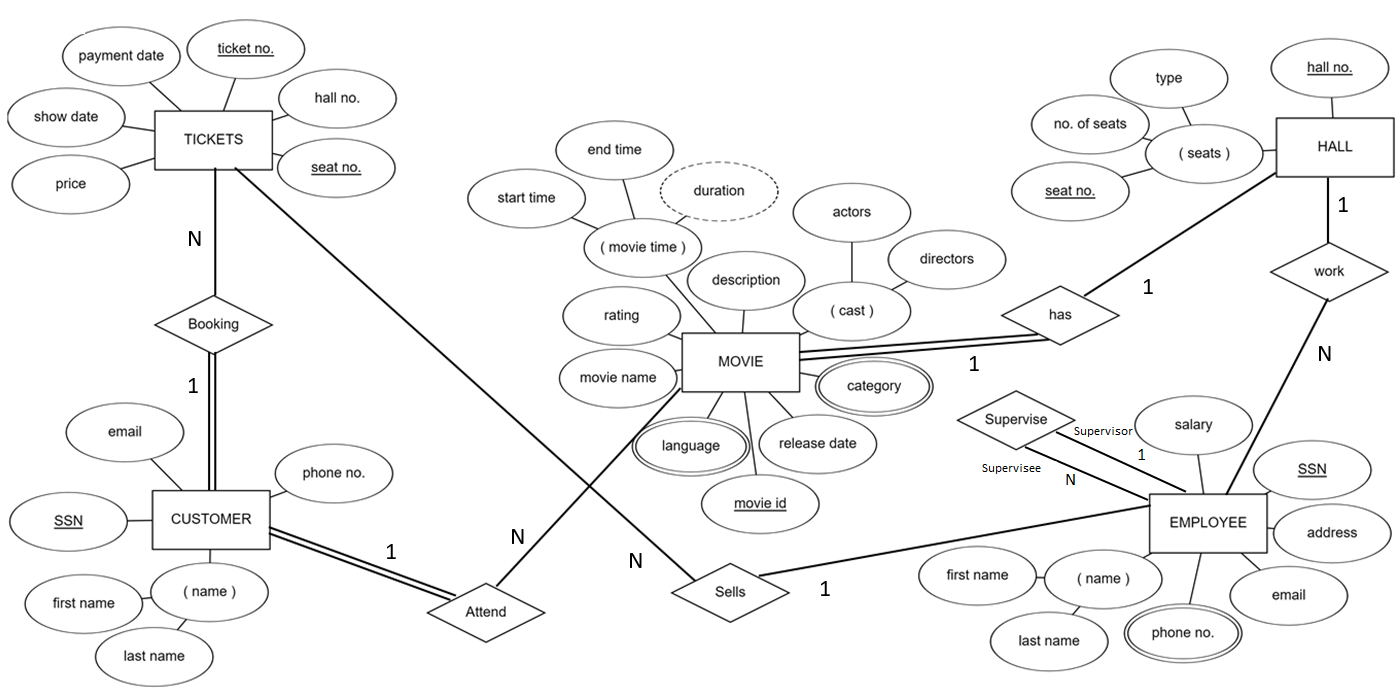 payment date
ticket no.
show date
hall no.
TICKETS
price
seat no.
N
Booking
1
email
phone no.
SSN
CUSTOMER
first name
( name )
last name
1
Attend
N
end time
start time
duration
( movie time )
actors
directors
description
( cast )
rating
MOVIE
movie name
category
language
release date
movie id
1
has
1
type
hall no.
no. of seats
( seats )
HALL
seat no.
1
work
N
Supervise
Supervisor
1
Supervisee
N
salary
SSN
EMPLOYEE
address
first name
( name )
email
last name
phone no.
N
Sells
1